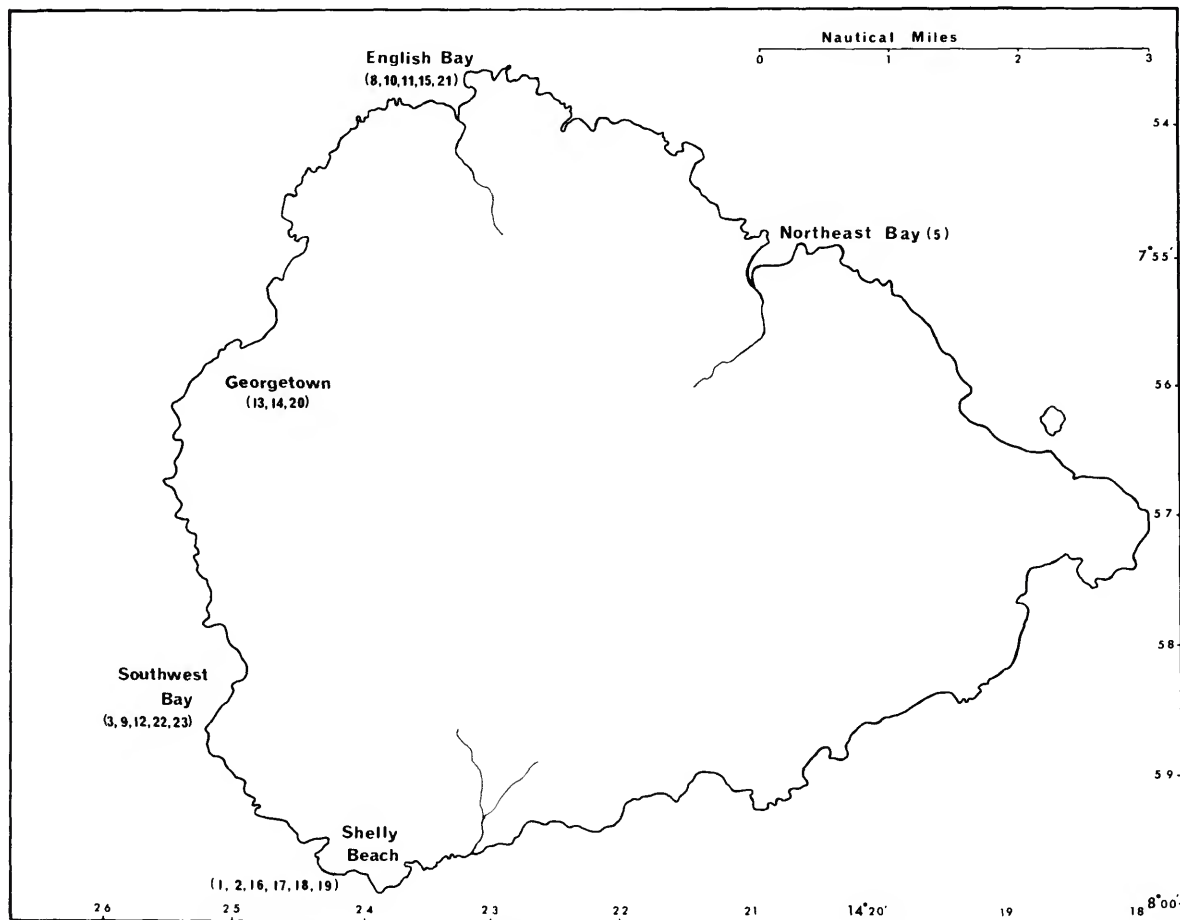 Nautical Miles
0 1 2 3
English Bay
(8,10,11,15,21)
54
Northeast Bay (5)
7°55'
56
Georgetown
(13,14,20)
57
58
Southwest
Bay
(3,9,12,22,23)
59
Shelly
Beach
(1,2,16,17,18,19)
8°00'
26 25 24 23 22 21 14°20' 19 18